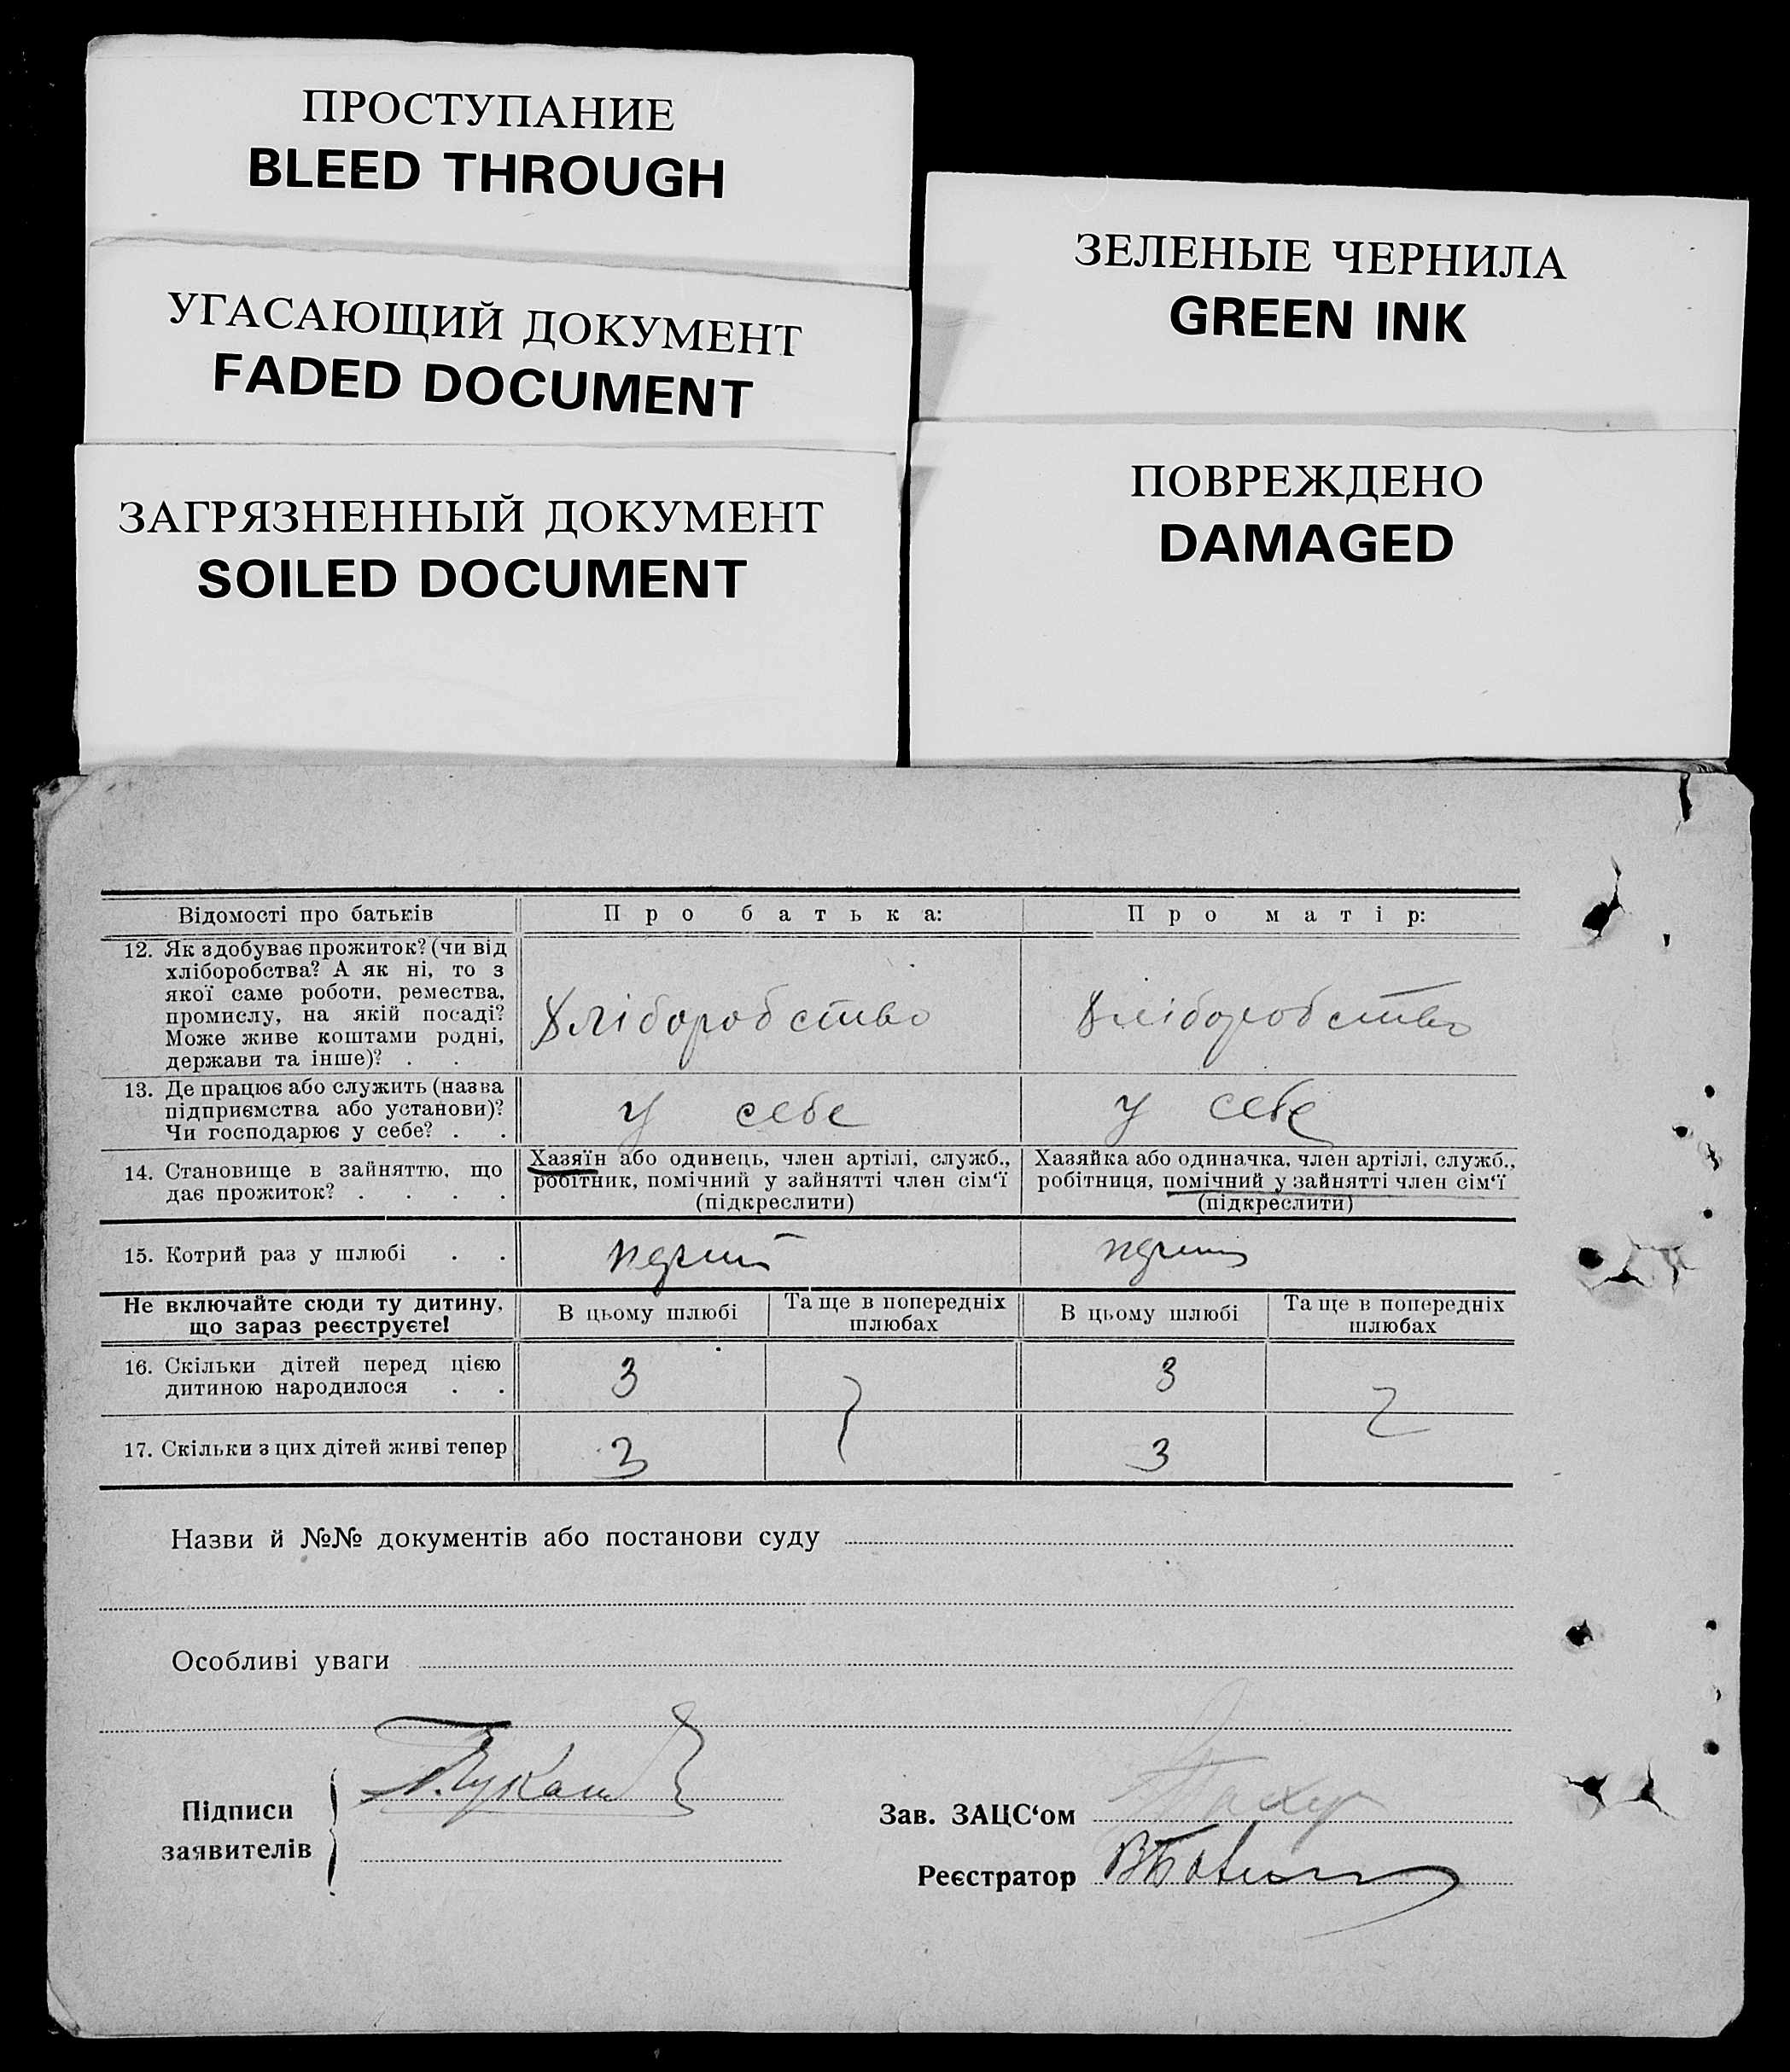 ПРОСТУПАНИЕ
BLEED THROUGH
УГАСАЮЩИЙ ДОКУМЕНТ
FADED DOCUMENT
ЗАГРЯЗНЕННЫЙ ДОКУМЕНТ
SOILED DOCUMENT
ЗЕЛЕНЫЕ ЧЕРНИЛА
GREEN INK
ПОВРЕЖДЕНО
DAMAGED
Відомості про батьків
Про батька:
Про матір:
12. Як здобуває прожиток? (чи від
хліборобства? А як ні, то з
якої саме роботи, ремества,
промислу, на якій посаді?
Може живе коштами родні,
держави та інше)? . .
Хліборобство
Хліборобство
13. Де працює або служить (назва
підприємства або установи)?
Чи господарює у себе? . .
у себе
у себе
14. Становище в зайняттю, що
дає прожиток? . . . .
Хазяїн або одинець, член артілі, служб.,
робітник, помічний у зайнятті член сім‘ї
(підкреслити)
Хазяйка або одиначка, член артілі, служб.,
робітниця, помічний у зайнятті член сім‘ї
(підкреслити)
15. Котрий раз у шлюбі . .
Не включайте сюди ту дитину,
що зараз реєструєте!
В цьому шлюбі
Та ще в попередніх
шлюбах
В цьому шлюбі
Та ще в попередніх
шлюбах
16. Скільки дітей перед цією
дитиною народилося . .
3
3
17. Скільки з цих дітей живі тепер
3
3
Назви й №№ документів або постанови суду
Особливі уваги
Підписи
заявителів
Зав. ЗАЦС‘ом
Реєстратор